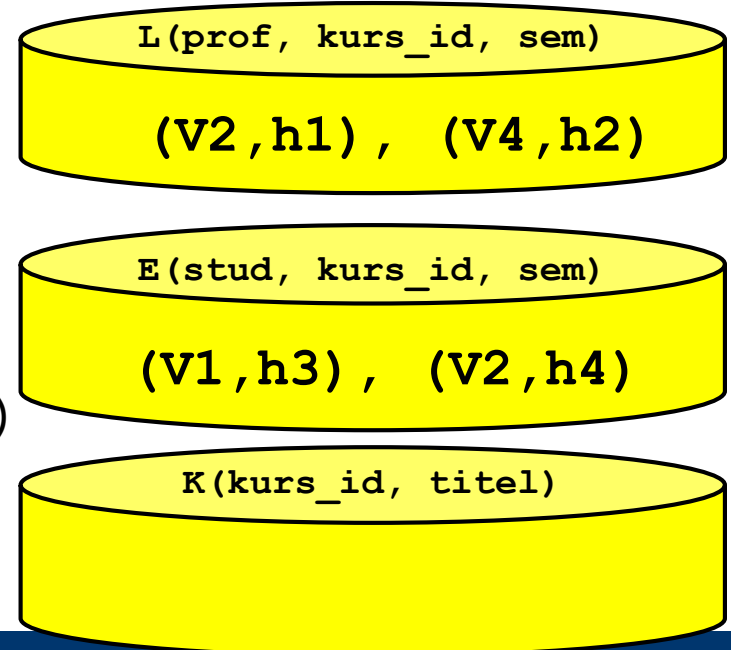 L(prof, kurs_id, sem)
(V2,h1), (V4,h2)
E(stud, kurs_id, sem)
(V1,h3), (V2,h4)
)
K(kurs_id, titel)